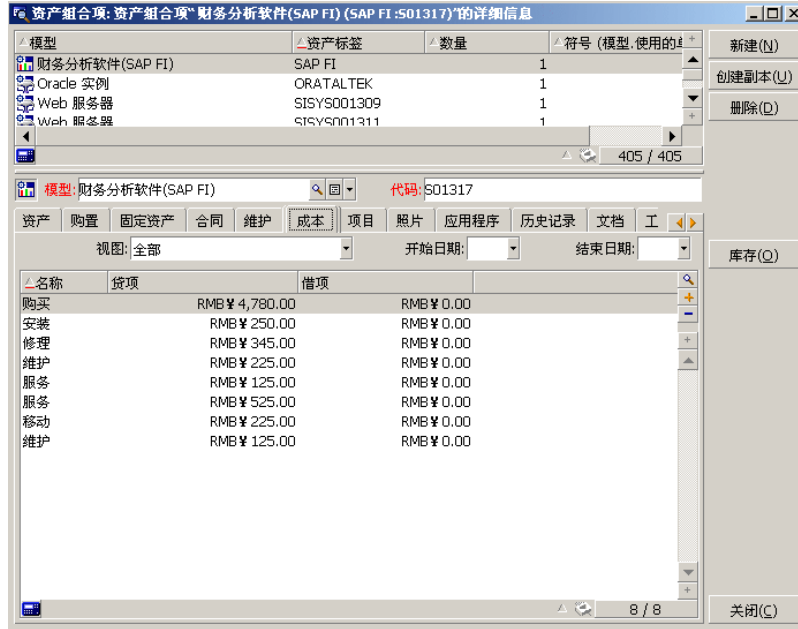 资产组合项: 资产组合项“财务分析软件(SAP FI) (SAP FI :S01317)”的详细信息
模型 资产标签 数量 符号 (模型.使用的
财务分析软件(SAP FI) SAP FI 1
Oracle 实例 ORATALTEK 1
Web 服务器 SISYS001309 1
Web 服务器 SISYS001311 1
405 / 405
新建(N)
创建副本(U)
删除(D)
模型: 财务分析软件(SAP FI) 代码: S01317
资产 购置 固定资产 合同 维护 成本 项目 照片 应用程序 历史记录 文档 工
视图: 全部 开始日期: 结束日期:
库存(O)
名称 贷项 借项
购买 RMB¥4,780.00 RMB¥0.00
安装 RMB¥250.00 RMB¥0.00
修理 RMB¥345.00 RMB¥0.00
维护 RMB¥225.00 RMB¥0.00
服务 RMB¥125.00 RMB¥0.00
服务 RMB¥525.00 RMB¥0.00
移动 RMB¥225.00 RMB¥0.00
维护 RMB¥125.00 RMB¥0.00
8 / 8
关闭(C)